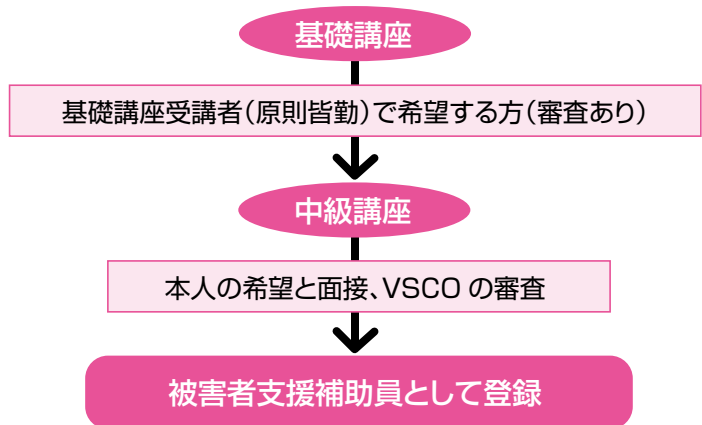 基礎講座
基礎講座受講者（原則皆勤）で希望する方（審査あり）
中級講座
本人の希望と面接、VSCO の審査
被害者支援補助員として登録